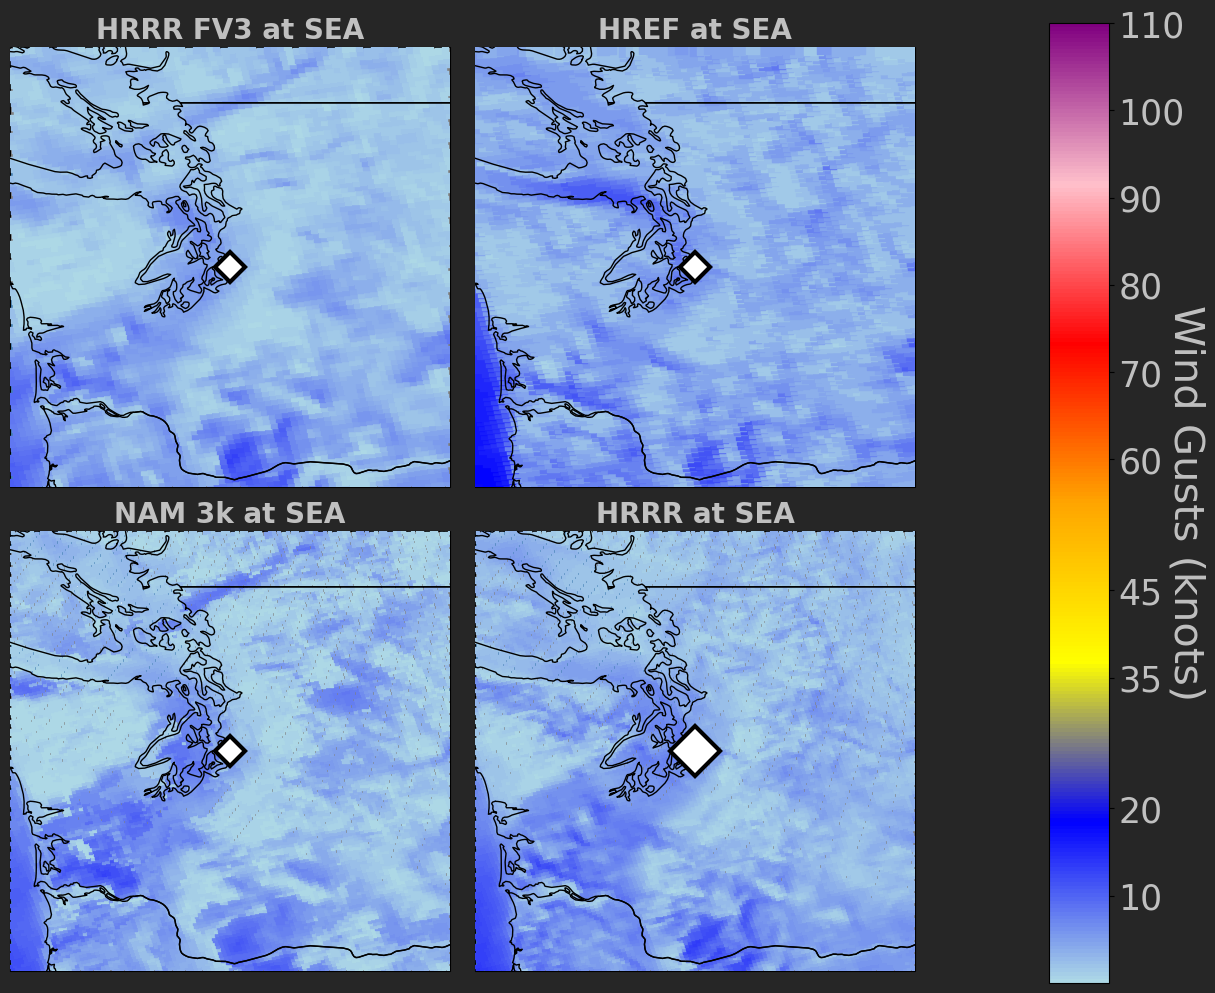 HRRR FV3 at SEA
HREF at SEA
NAM 3k at SEA
HRRR at SEA
110
100
90
80
70
60
45
35
20
10
Wind Gusts (knots)